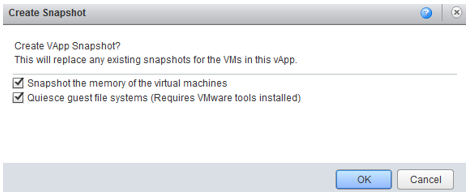 Create Snapshot
Create VApp Snapshot?
This will replace any existing snapshots for the VMs in this vApp.
Snapshot the memory of the virtual machines
Quiesce guest file systems (Requires VMware tools installed)
OK Cancel